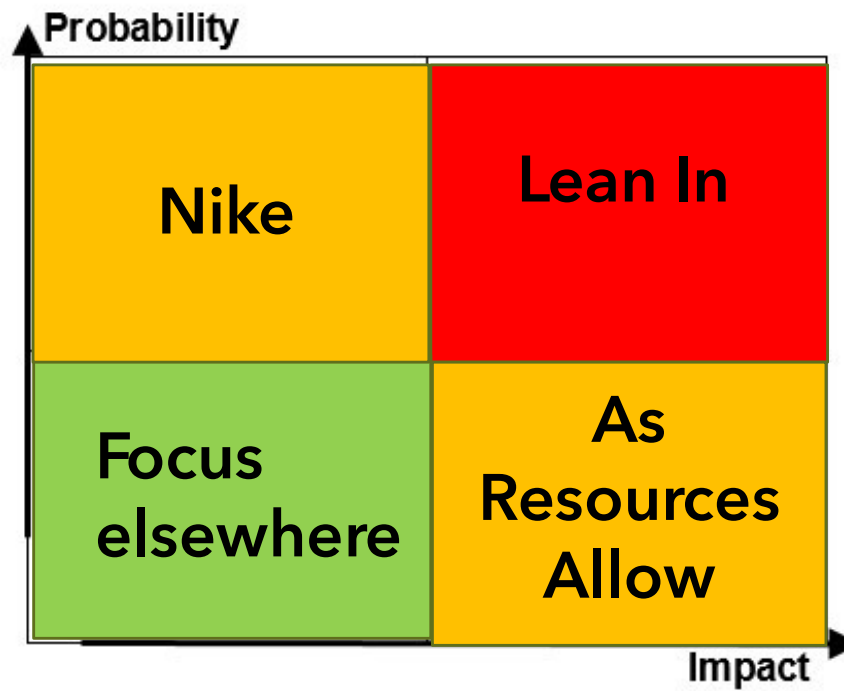 Probability
Nike
Lean In
Focus
elsewhere
As
Resources
Allow
Impact